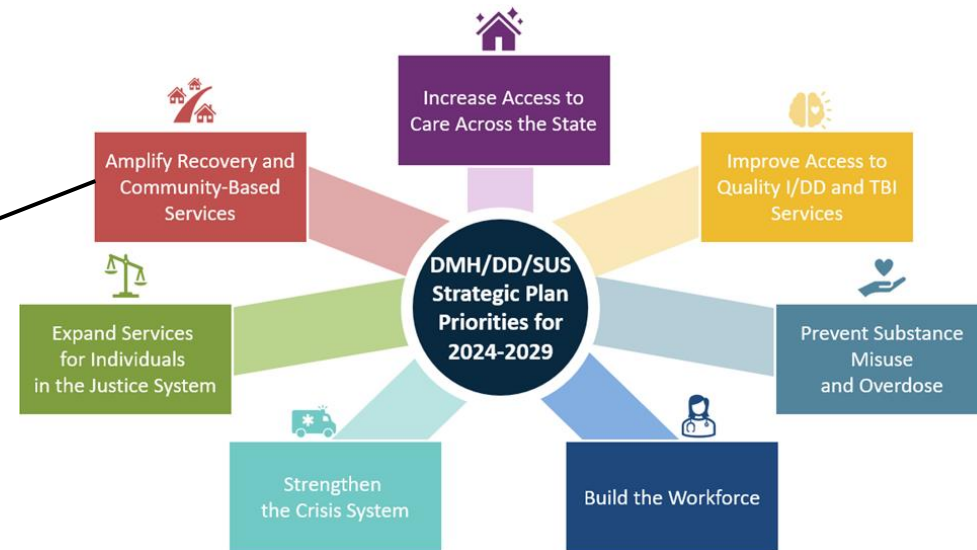 Increase Access to
Care Across the State
Amplify Recovery and
Community-Based
Services
Improve Access to
Quality I/DD and TBI
Services
DMH/DD/SUS
Strategic Plan
Priorities for
2024-2029
Expand Services
for Individuals
in the Justice System
Prevent Substance
Misuse
and Overdose
Strengthen
the Crisis System
Build the Workforce